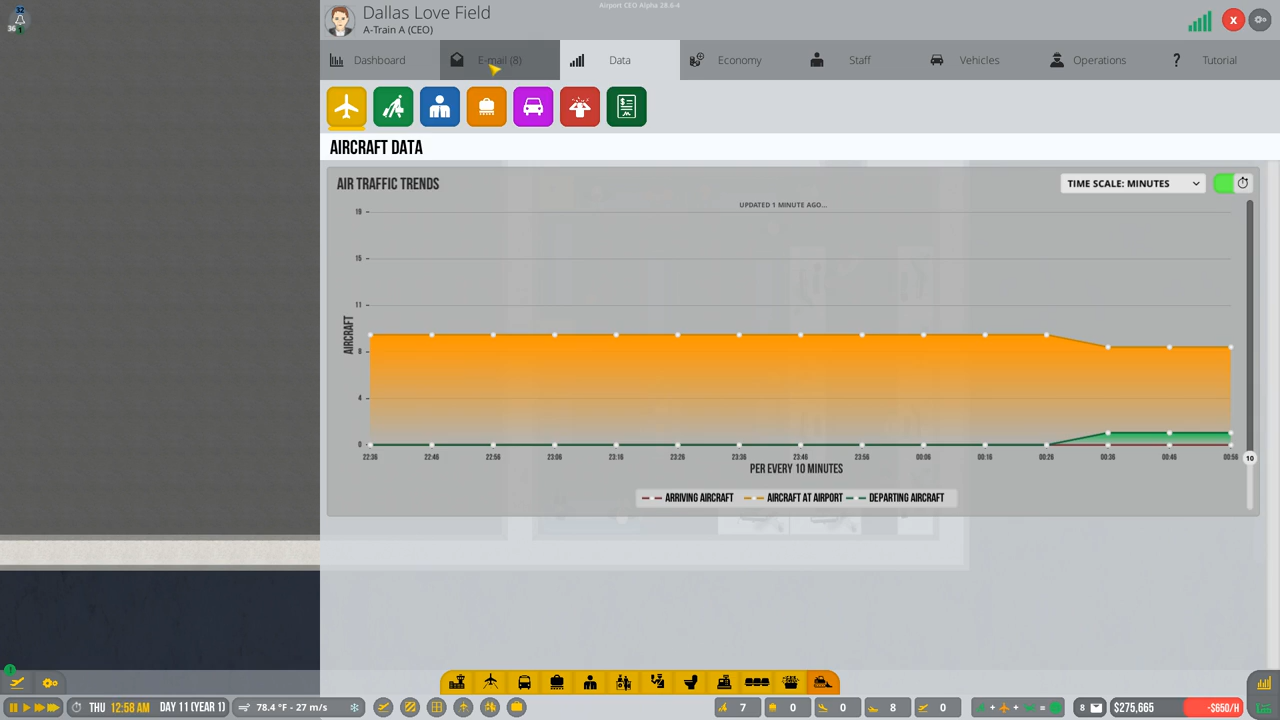 Airport CEO Alpha 28.6-4
32
36
1
Dallas Love Field
A-Train A (CEO)
X
Dashboard
E-mail (8)
Data
Economy
Staff
Vehicles
Operations
? Tutorial
AIRCRAFT DATA
AIR TRAFFIC TRENDS
TIME SCALE: MINUTES
UPDATED 1 MINUTE AGO...
19
15
11
8
4
0
AIRCRAFT
22:36 22:46 22:56 23:06 23:16 23:26 23:36 23:46 23:56 00:06 00:16 00:26 00:36 00:46 00:56
10
PER EVERY 10 MINUTES
ARRIVING AIRCRAFT AIRCRAFT AT AIRPORT DEPARTING AIRCRAFT
1
THU 12:58 AM DAY 11 (YEAR 1)
78.4 °F - 27 m/s
7
0
0
8
0
8
$275,665
-$650/H